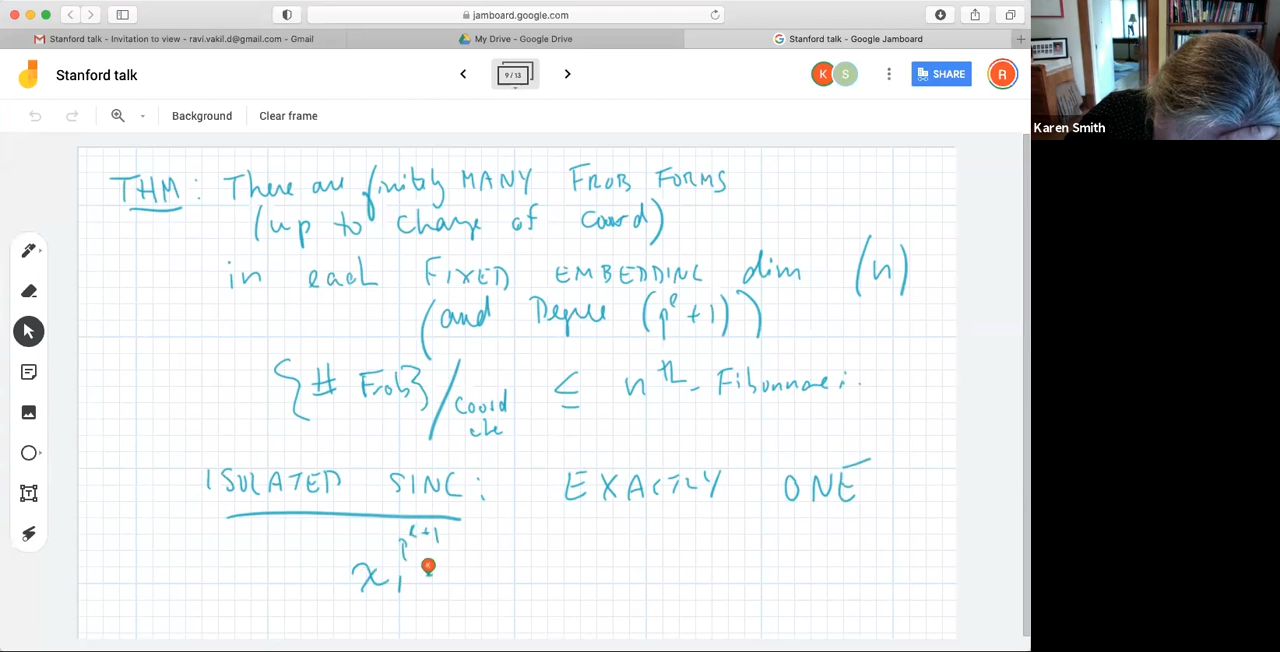 jamboard.google.com
Stanford talk - Invitation to view - ravi.vakil.d@gmail.com - Gmail
My Drive - Google Drive
Stanford talk - Google Jamboard
Stanford talk
9 / 13
K S
SHARE
R
Background
Clear frame
Karen Smith
THM: There are finitely MANY FROB FORMS
(up to change of coord)
in each FIXED EMBEDDING dim (n)
(and Degree (p^e + 1))
{# Frob} / coord che ≤ n^th - Fibonnaci.
ISOLATED SING: EXACTLY ONE
x_1^{p^e+1}
K